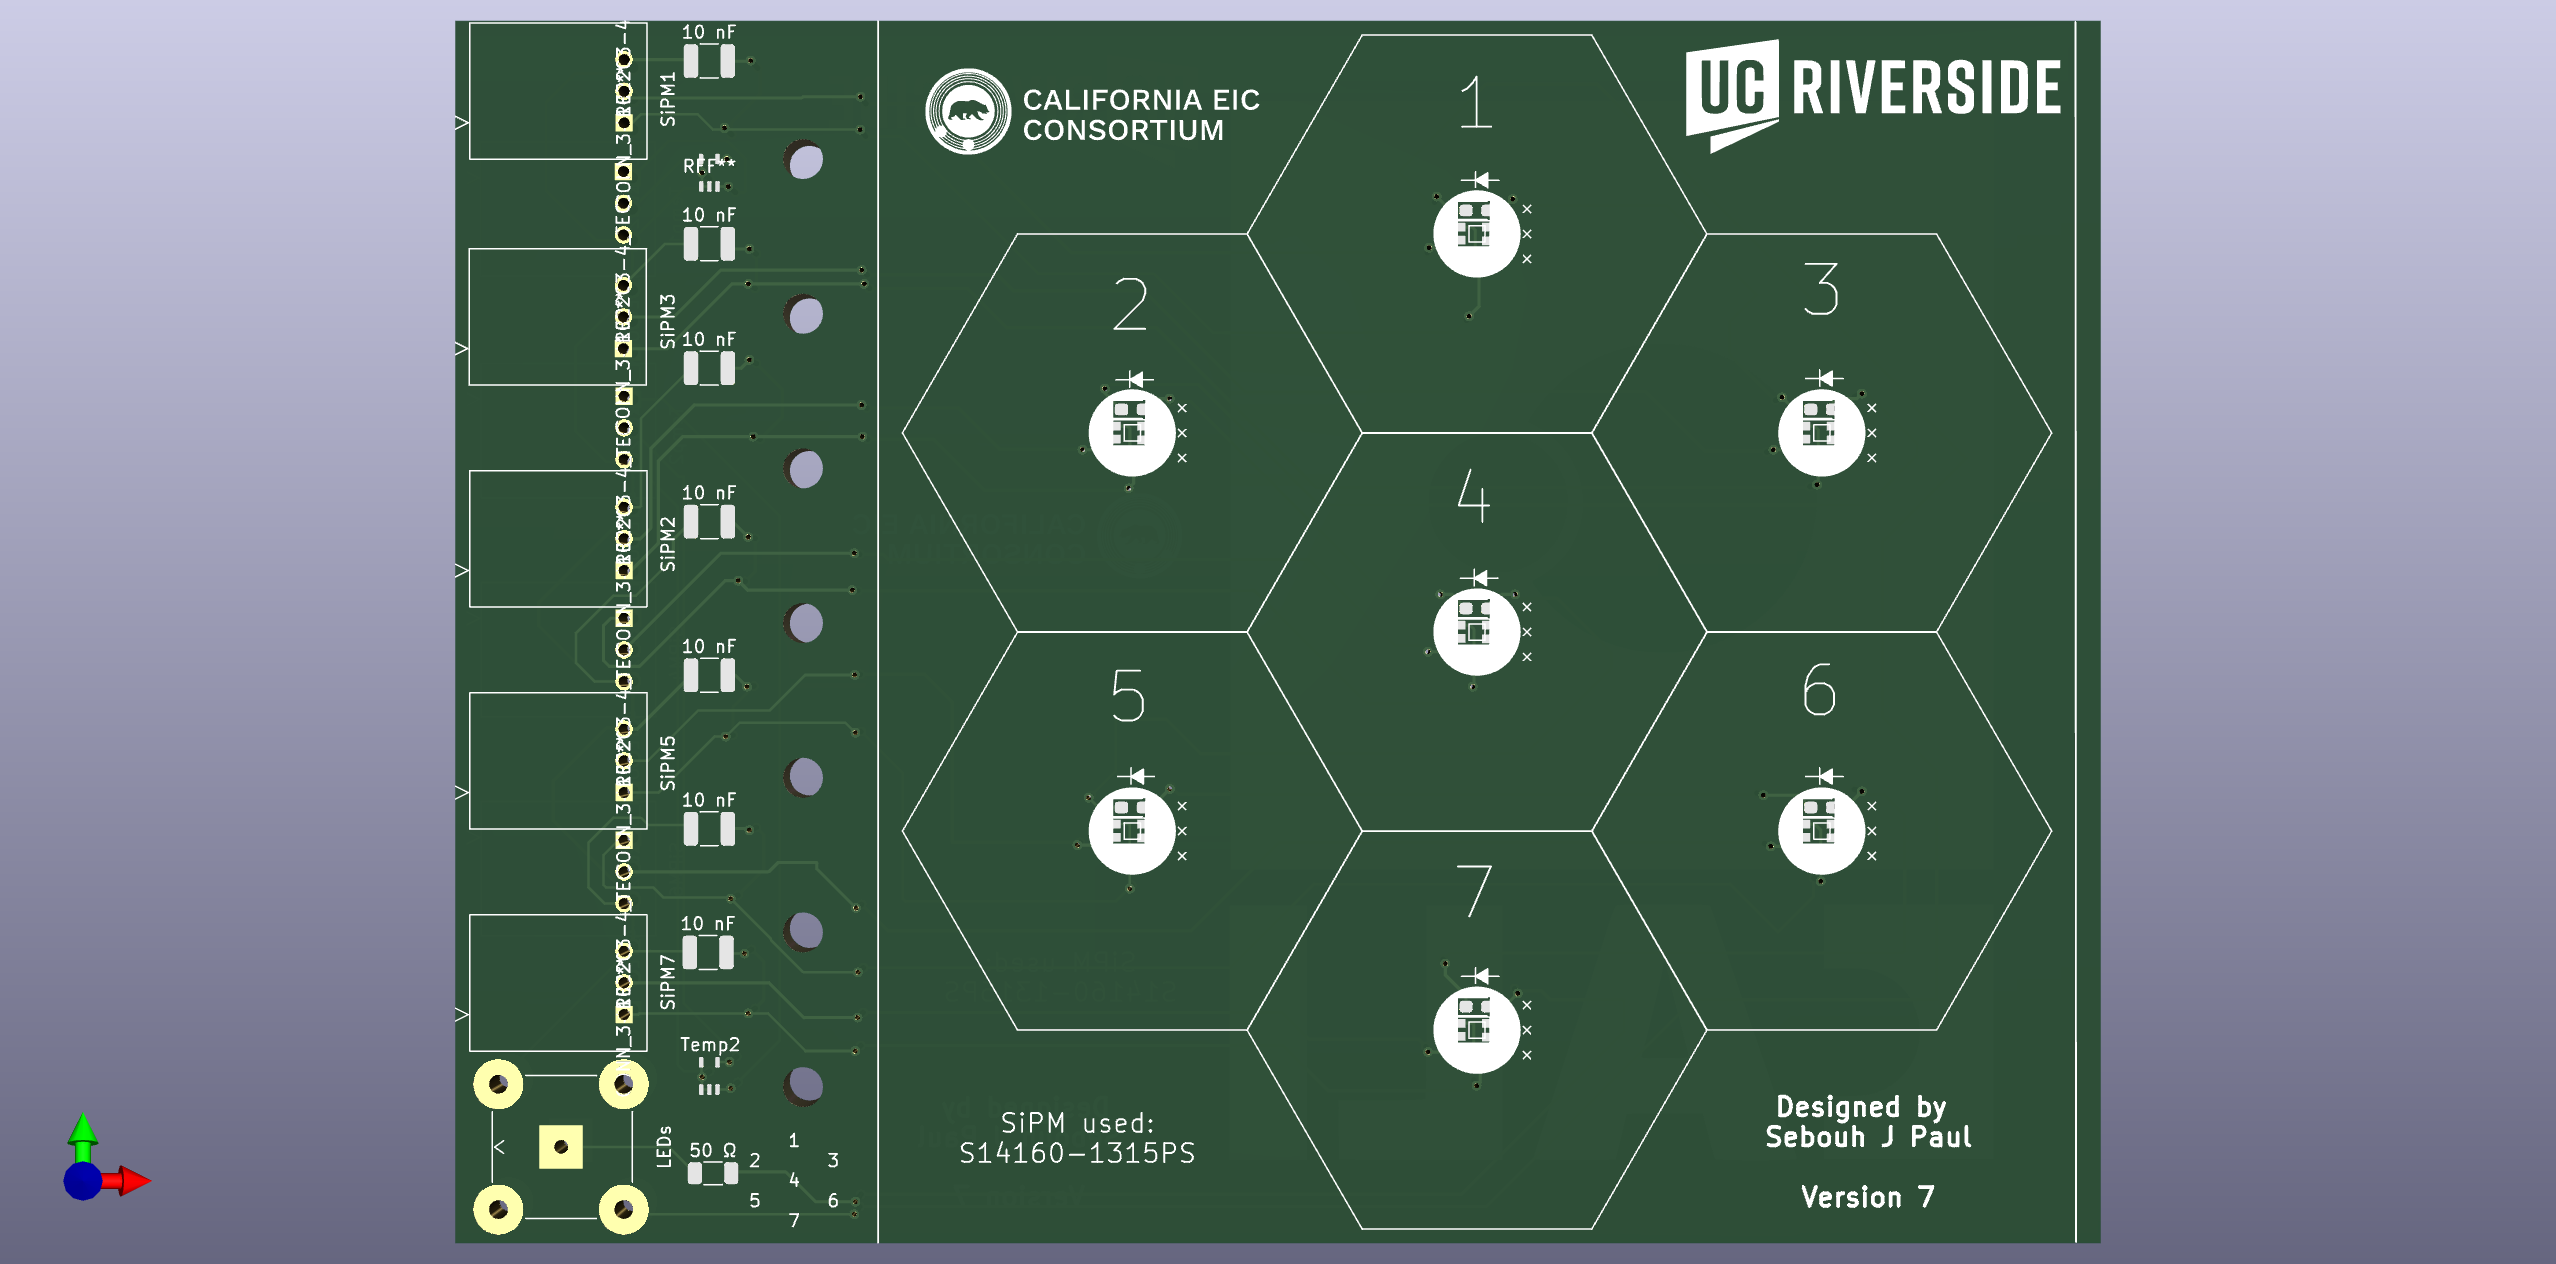 10 nF
SiPM1
REF**
10 nF
SiPM3
10 nF
10 nF
SiPM2
10 nF
SiPM5
10 nF
10 nF
SiPM7
Temp2
LEDs
50 Ω
1
2 3
4
5 6
7
CALIFORNIA EIC
CONSORTIUM
UC RIVERSIDE
1
2
3
4
5
6
7
SiPM used:
S14160-1315PS
Designed by
Sebouh J Paul
Version 7